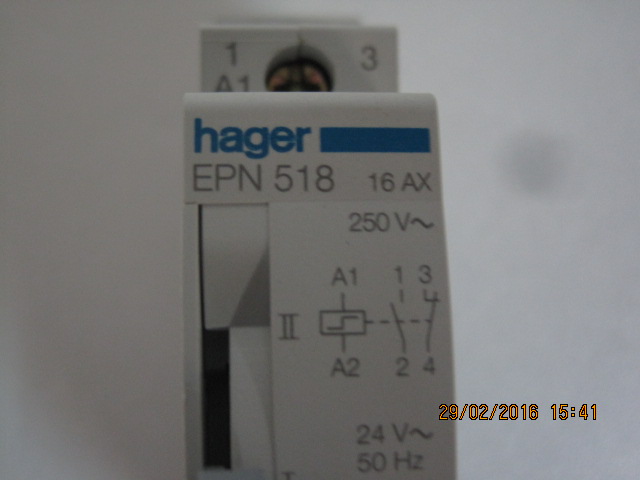 1 3
A1
hager
EPN 518 16 AX
250 V~
A1 1 3
II
A2 2 4
29/02/2016 15:41
24 V~
50 Hz
I